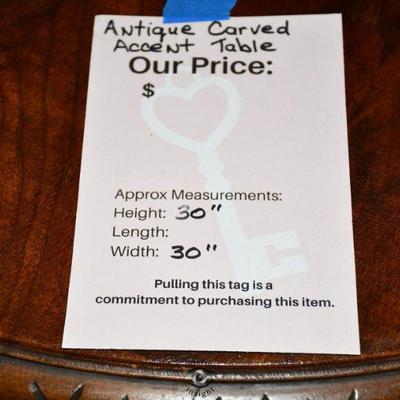 Antique Carved
Accent Table
Our Price:
$
Approx Measurements:
Height: 30"
Length:
Width: 30"
Pulling this tag is a
commitment to purchasing this item.
insight